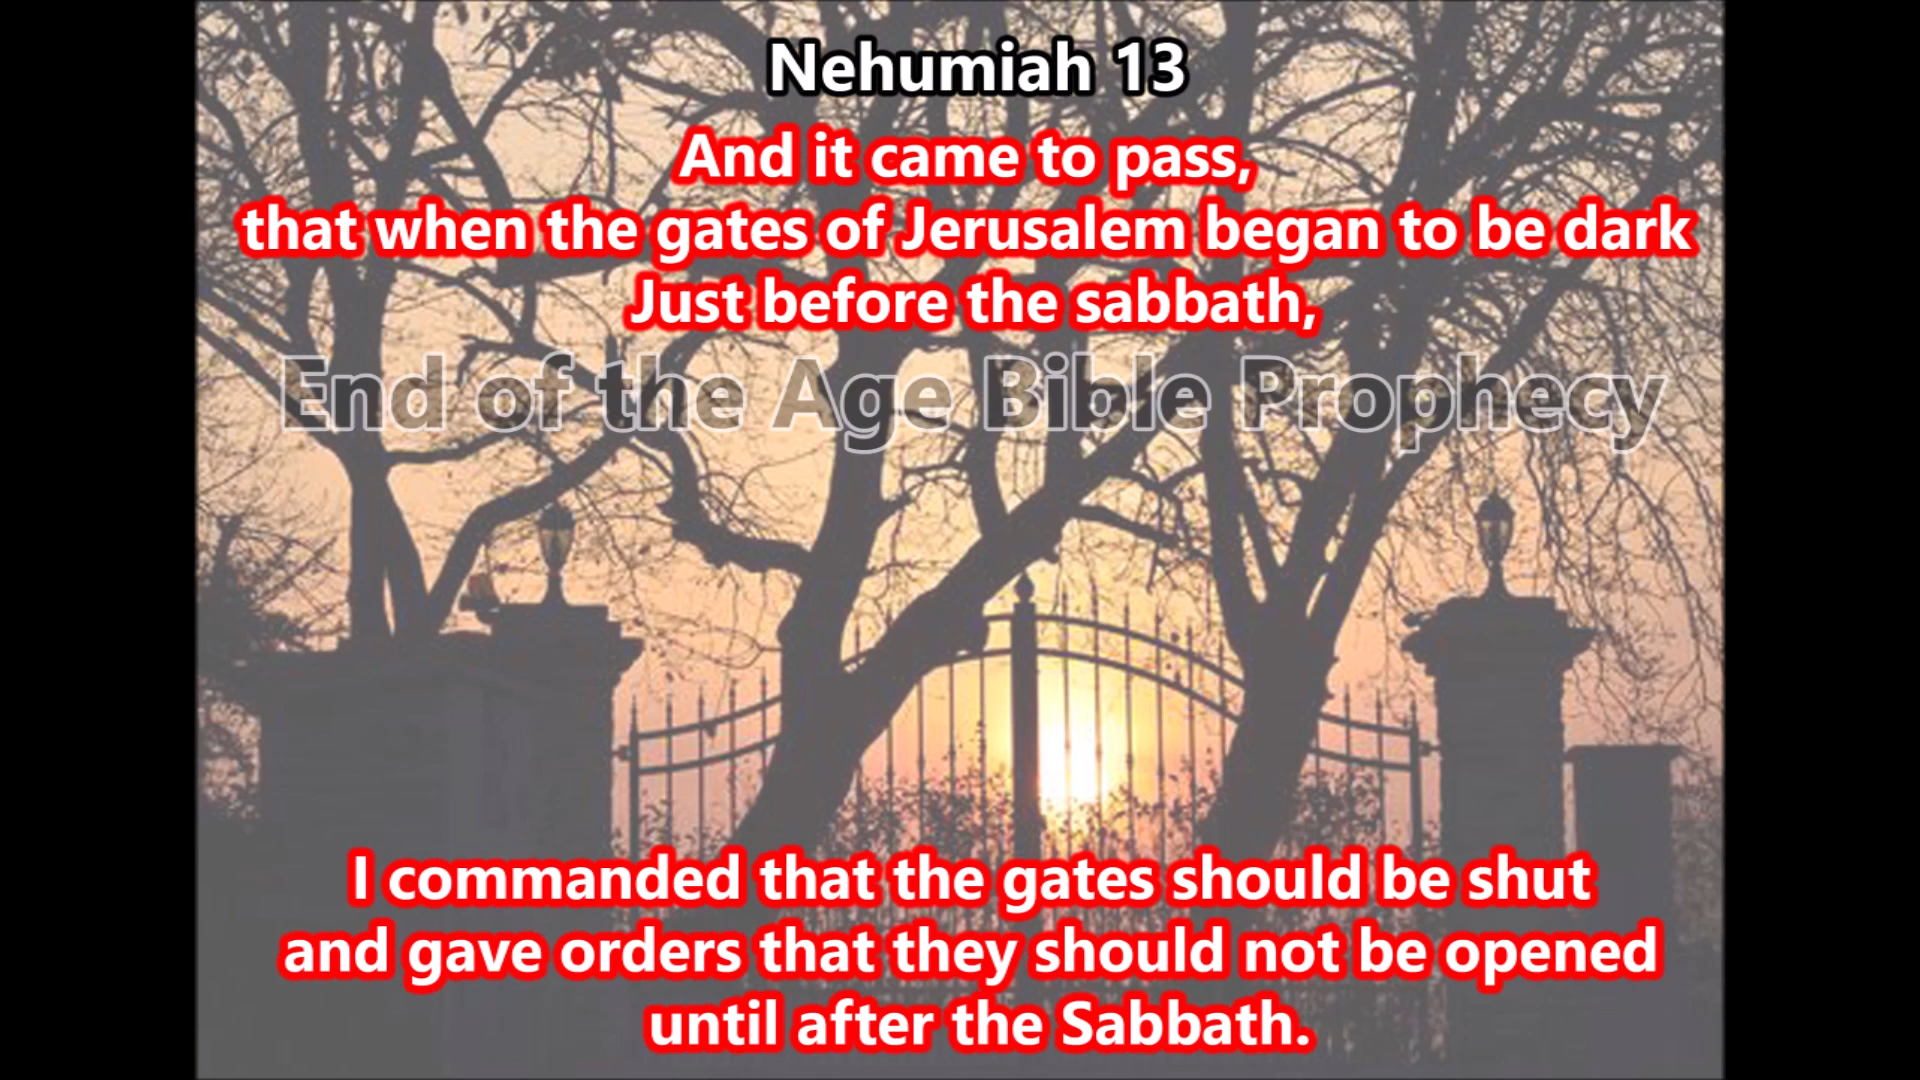 Nehumiah 13
And it came to pass,
that when the gates of Jerusalem began to be dark
Just before the sabbath,
End of the Age Bible Prophecy
I commanded that the gates should be shut
and gave orders that they should not be opened
until after the Sabbath.